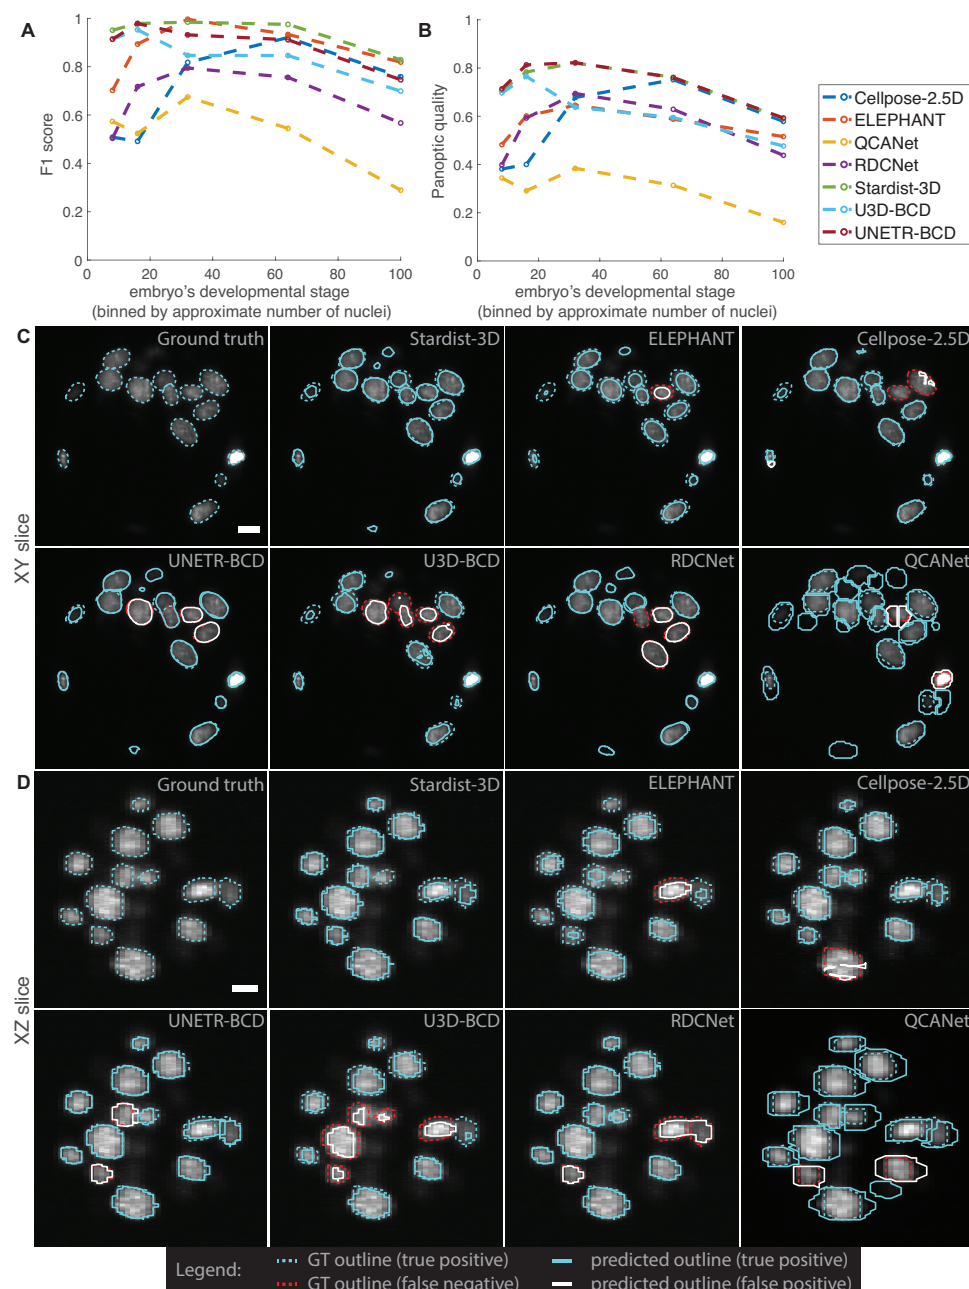 A
F1 score
1
0.8
0.6
0.4
0.2
0
0 20 40 60 80 100
embryo's developmental stage
(binned by approximate number of nuclei)
B
Panoptic quality
1
0.8
0.6
0.4
0.2
0
0 20 40 60 80 100
embryo's developmental stage
(binned by approximate number of nuclei)
Cellpose-2.5D
ELEPHANT
QCANet
RDCNet
Stardist-3D
U3D-BCD
UNETR-BCD
C
XY slice
Ground truth
Stardist-3D
ELEPHANT
Cellpose-2.5D
UNETR-BCD
U3D-BCD
RDCNet
QCANet
D
XZ slice
Ground truth
Stardist-3D
ELEPHANT
Cellpose-2.5D
UNETR-BCD
U3D-BCD
RDCNet
QCANet
Legend:
GT outline (true positive)
predicted outline (true positive)
GT outline (false negative)
predicted outline (false positive)